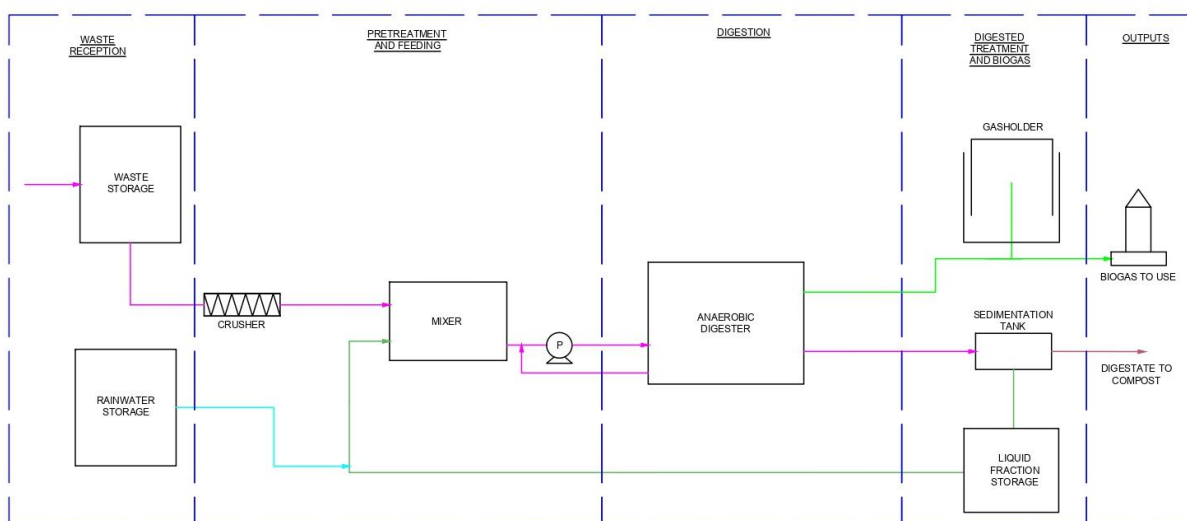 WASTE
RECEPTION
PRETREATMENT
AND FEEDING
DIGESTION
DIGESTED
TREATMENT
AND BIOGAS
OUTPUTS
GASHOLDER
WASTE
STORAGE
BIOGAS TO USE
CRUSHER
MIXER
ANAEROBIC
DIGESTER
SEDIMENTATION
TANK
P
DIGESTATE TO
COMPOST
RAINWATER
STORAGE
LIQUID
FRACTION
STORAGE